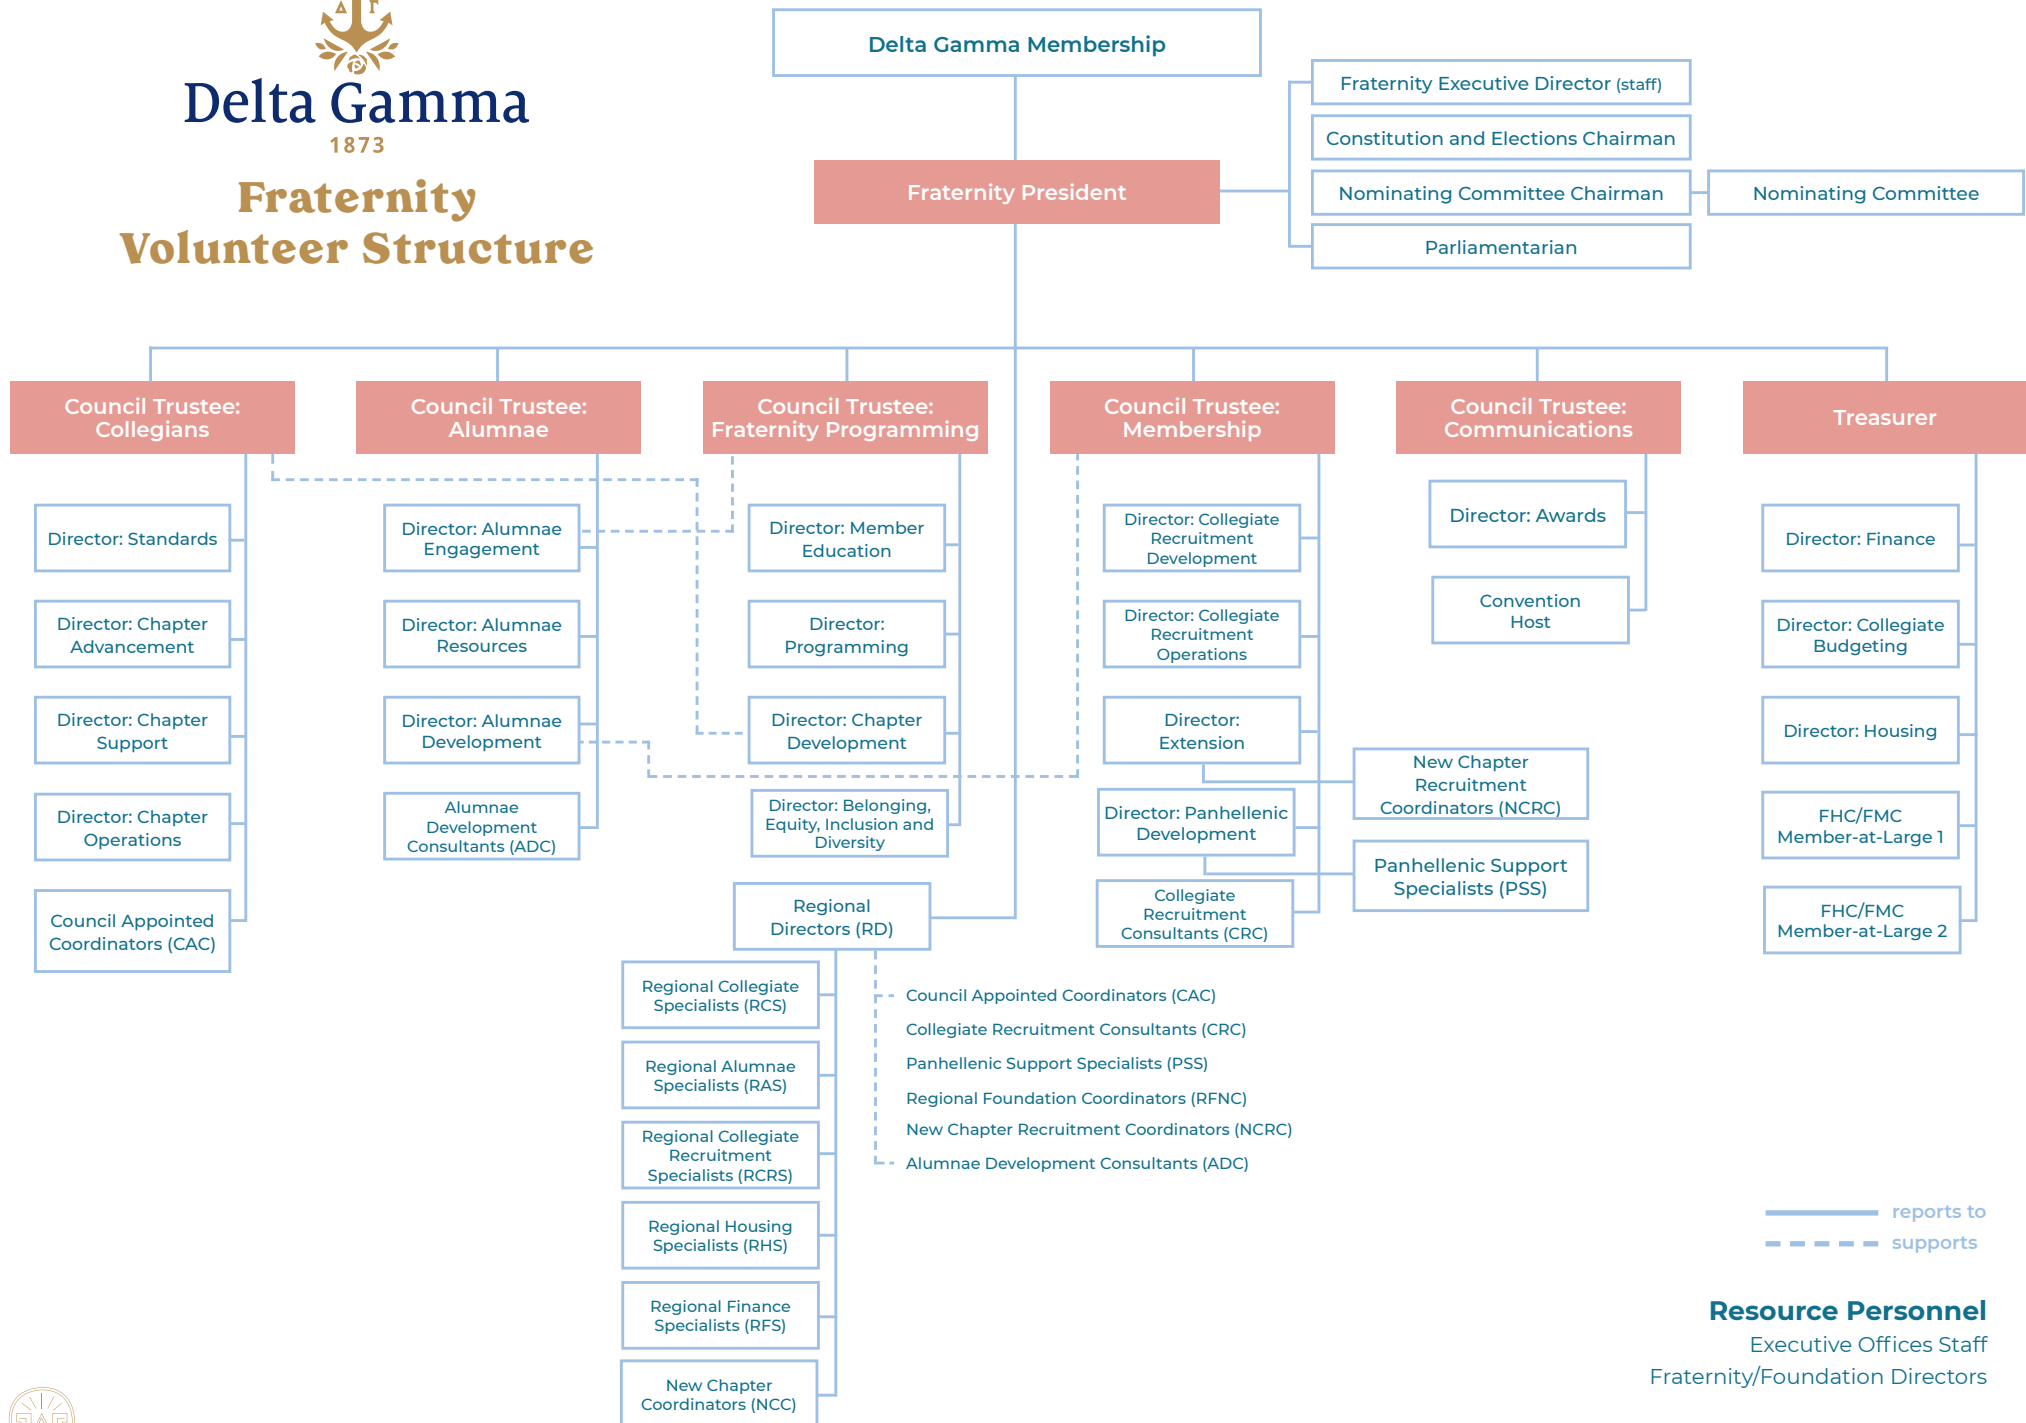 Δ Γ
Delta Gamma
1873
Fraternity
Volunteer Structure
Delta Gamma Membership
Fraternity President
Fraternity Executive Director (staff)
Constitution and Elections Chairman
Nominating Committee Chairman
Nominating Committee
Parliamentarian
Council Trustee:
Collegians
Director: Standards
Director: Chapter
Advancement
Director: Chapter
Support
Director: Chapter
Operations
Council Appointed
Coordinators (CAC)
Council Trustee:
Alumnae
Director: Alumnae
Engagement
Director: Alumnae
Resources
Director: Alumnae
Development
Alumnae
Development
Consultants (ADC)
Council Trustee:
Fraternity Programming
Director: Member
Education
Director:
Programming
Director: Chapter
Development
Director: Belonging,
Equity, Inclusion and
Diversity
Council Trustee:
Membership
Director: Collegiate
Recruitment
Development
Director: Collegiate
Recruitment
Operations
Director:
Extension
New Chapter
Recruitment
Coordinators (NCRC)
Director: Panhellenic
Development
Panhellenic Support
Specialists (PSS)
Collegiate
Recruitment
Consultants (CRC)
Council Trustee:
Communications
Director: Awards
Convention
Host
Treasurer
Director: Finance
Director: Collegiate
Budgeting
Director: Housing
FHC/FMC
Member-at-Large 1
FHC/FMC
Member-at-Large 2
Regional
Directors (RD)
Regional Collegiate
Specialists (RCS)
Regional Alumnae
Specialists (RAS)
Regional Collegiate
Recruitment
Specialists (RCRS)
Regional Housing
Specialists (RHS)
Regional Finance
Specialists (RFS)
New Chapter
Coordinators (NCC)
Council Appointed Coordinators (CAC)
Collegiate Recruitment Consultants (CRC)
Panhellenic Support Specialists (PSS)
Regional Foundation Coordinators (RFNC)
New Chapter Recruitment Coordinators (NCRC)
Alumnae Development Consultants (ADC)
reports to
supports
Resource Personnel
Executive Offices Staff
Fraternity/Foundation Directors